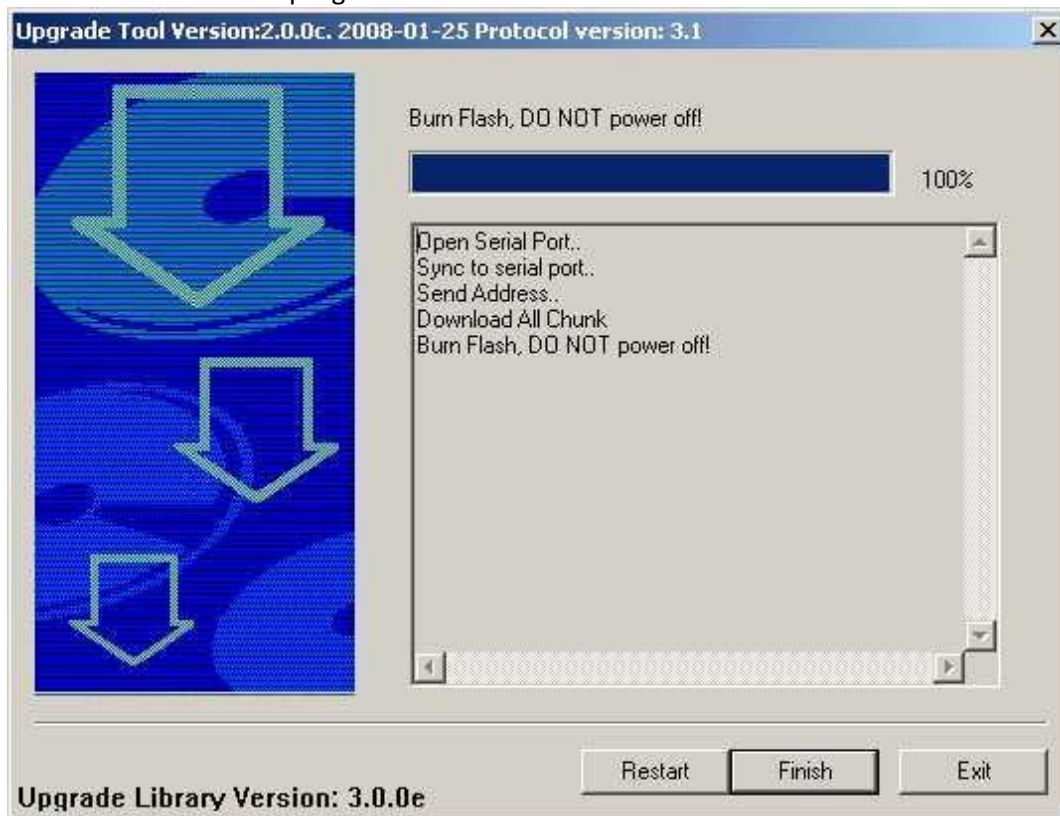 Upgrade Tool Version:2.0.0c. 2008-01-25 Protocol version: 3.1
Burn Flash, DO NOT power off!
100%
Open Serial Port..
Sync to serial port..
Send Address..
Download All Chunk
Burn Flash, DO NOT power off!
Restart
Finish
Exit
Upgrade Library Version: 3.0.0e